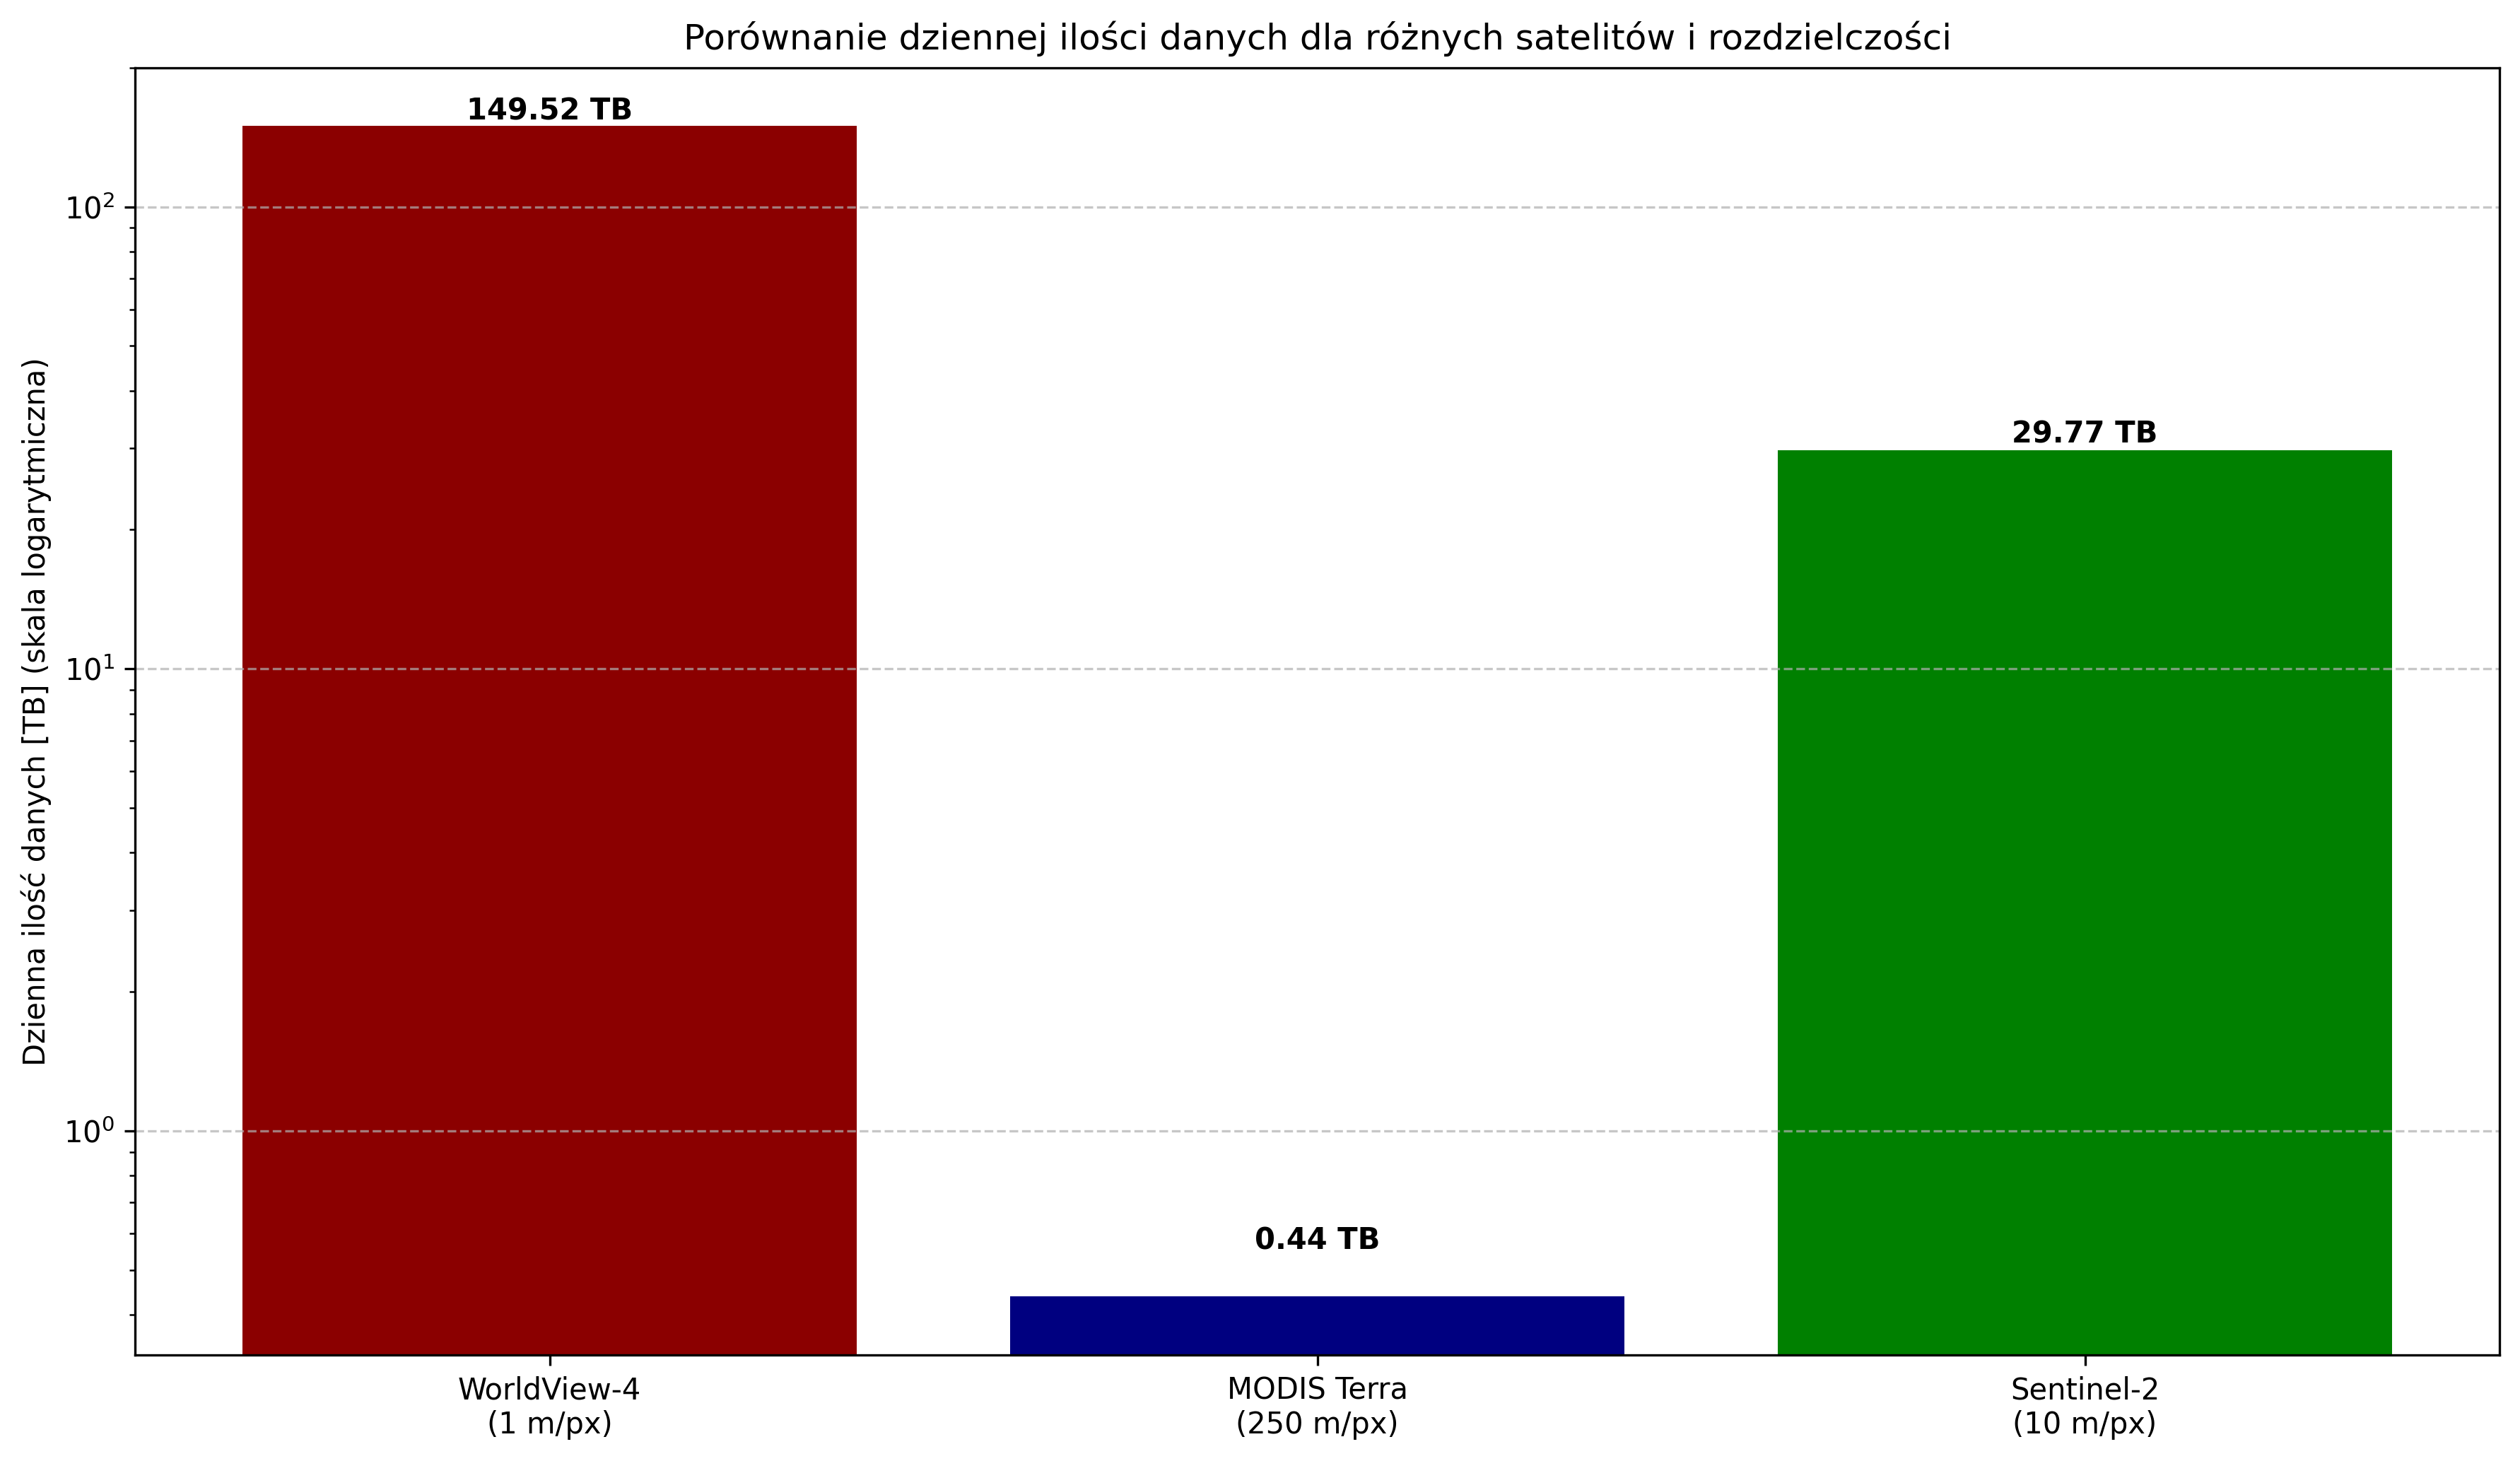 Porównanie dziennej ilości danych dla różnych satelitów i rozdzielczości
Dzienna ilość danych [TB] (skala logarytmiczna)
10²
10¹
10⁰
149.52 TB
0.44 TB
29.77 TB
WorldView-4
(1 m/px)
MODIS Terra
(250 m/px)
Sentinel-2
(10 m/px)